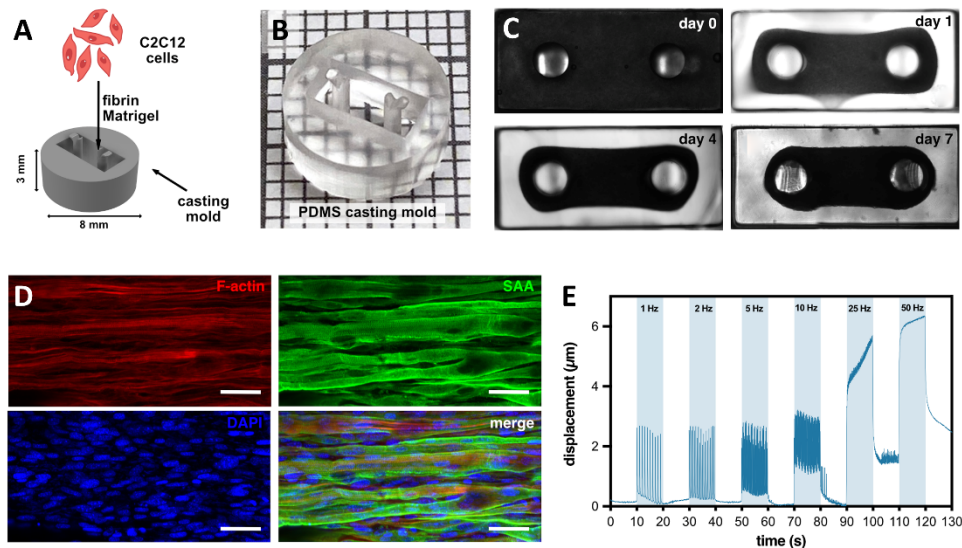 A
C2C12
cells
fibrin
Matrigel
3 mm
casting
mold
8 mm
B
PDMS casting mold
C
day 0
day 1
day 4
day 7
D
F-actin
SAA
DAPI
merge
E
1 Hz
2 Hz
5 Hz
10 Hz
25 Hz
50 Hz
displacement (µm)
6
4
2
0
0
10
20
30
40
50
60
70
80
90
100
110
120
130
time (s)